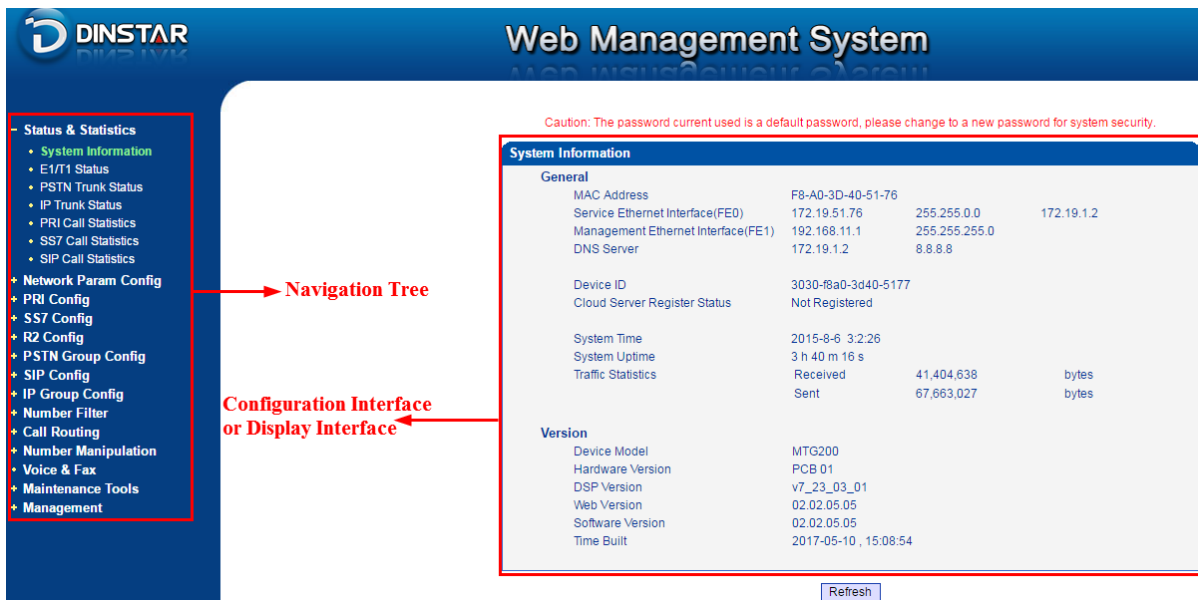 DINSTAR
Web Management System
Caution: The password current used is a default password, please change to a new password for system security.
− Status & Statistics
• System Information
• E1/T1 Status
• PSTN Trunk Status
• IP Trunk Status
• PRI Call Statistics
• SS7 Call Statistics
• SIP Call Statistics
+ Network Param Config
+ PRI Config
+ SS7 Config
+ R2 Config
+ PSTN Group Config
+ SIP Config
+ IP Group Config
+ Number Filter
+ Call Routing
+ Number Manipulation
• Voice & Fax
+ Maintenance Tools
+ Management
Navigation Tree
Configuration Interface
or Display Interface
System Information
General
MAC Address F8-A0-3D-40-51-76
Service Ethernet Interface(FE0) 172.19.51.76 255.255.0.0 172.19.1.2
Management Ethernet Interface(FE1) 192.168.11.1 255.255.255.0
DNS Server 172.19.1.2 8.8.8.8
Device ID 3030-f8a0-3d40-5177
Cloud Server Register Status Not Registered
System Time 2015-8-6 3:2:26
System Uptime 3 h 40 m 16 s
Traffic Statistics Received 41,404,638 bytes
Sent 67,663,027 bytes
Version
Device Model MTG200
Hardware Version PCB 01
DSP Version v7_23_03_01
Web Version 02.02.05.05
Software Version 02.02.05.05
Time Built 2017-05-10 , 15:08:54
Refresh